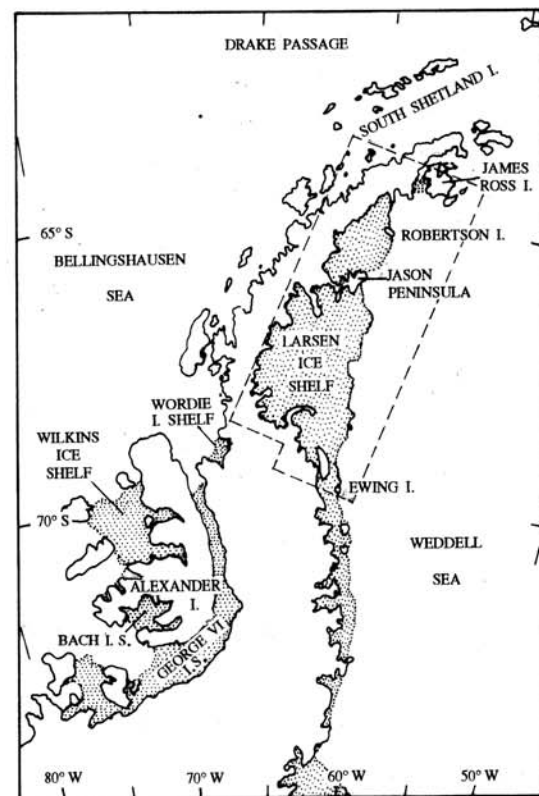 DRAKE PASSAGE
SOUTH SHETLAND I.
JAMES
ROSS I.
65° S
ROBERTSON I.
BELLINGSHAUSEN
SEA
JASON
PENINSULA
LARSEN
ICE
SHELF
WORDIE
I. SHELF
WILKINS
ICE
SHELF
EWING I.
70° S
WEDDELL
SEA
ALEXANDER
I.
BACH I. S.
GEORGE VI
I. S.
80° W
70° W
60° W
50° W